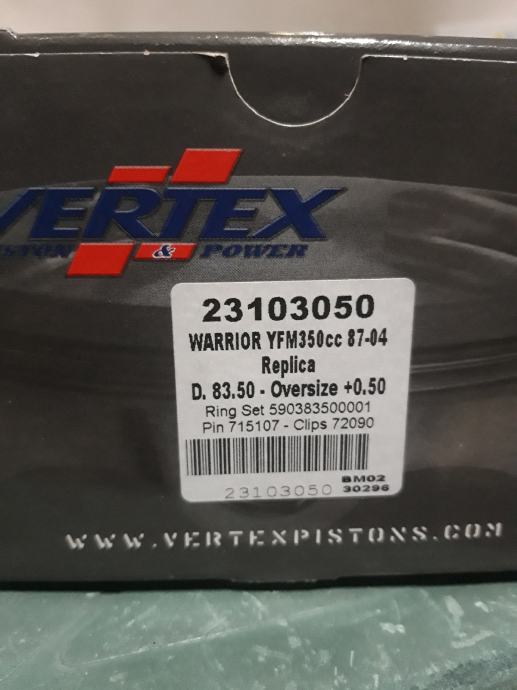 VERTEX
PISTON & POWER
23103050
WARRIOR YFM350cc 87-04
Replica
D. 83.50 - Oversize +0.50
Ring Set 590383500001
Pin 715107 - Clips 72090
23103050
BM02
30296
WWW.VERTEXPISTONS.COM